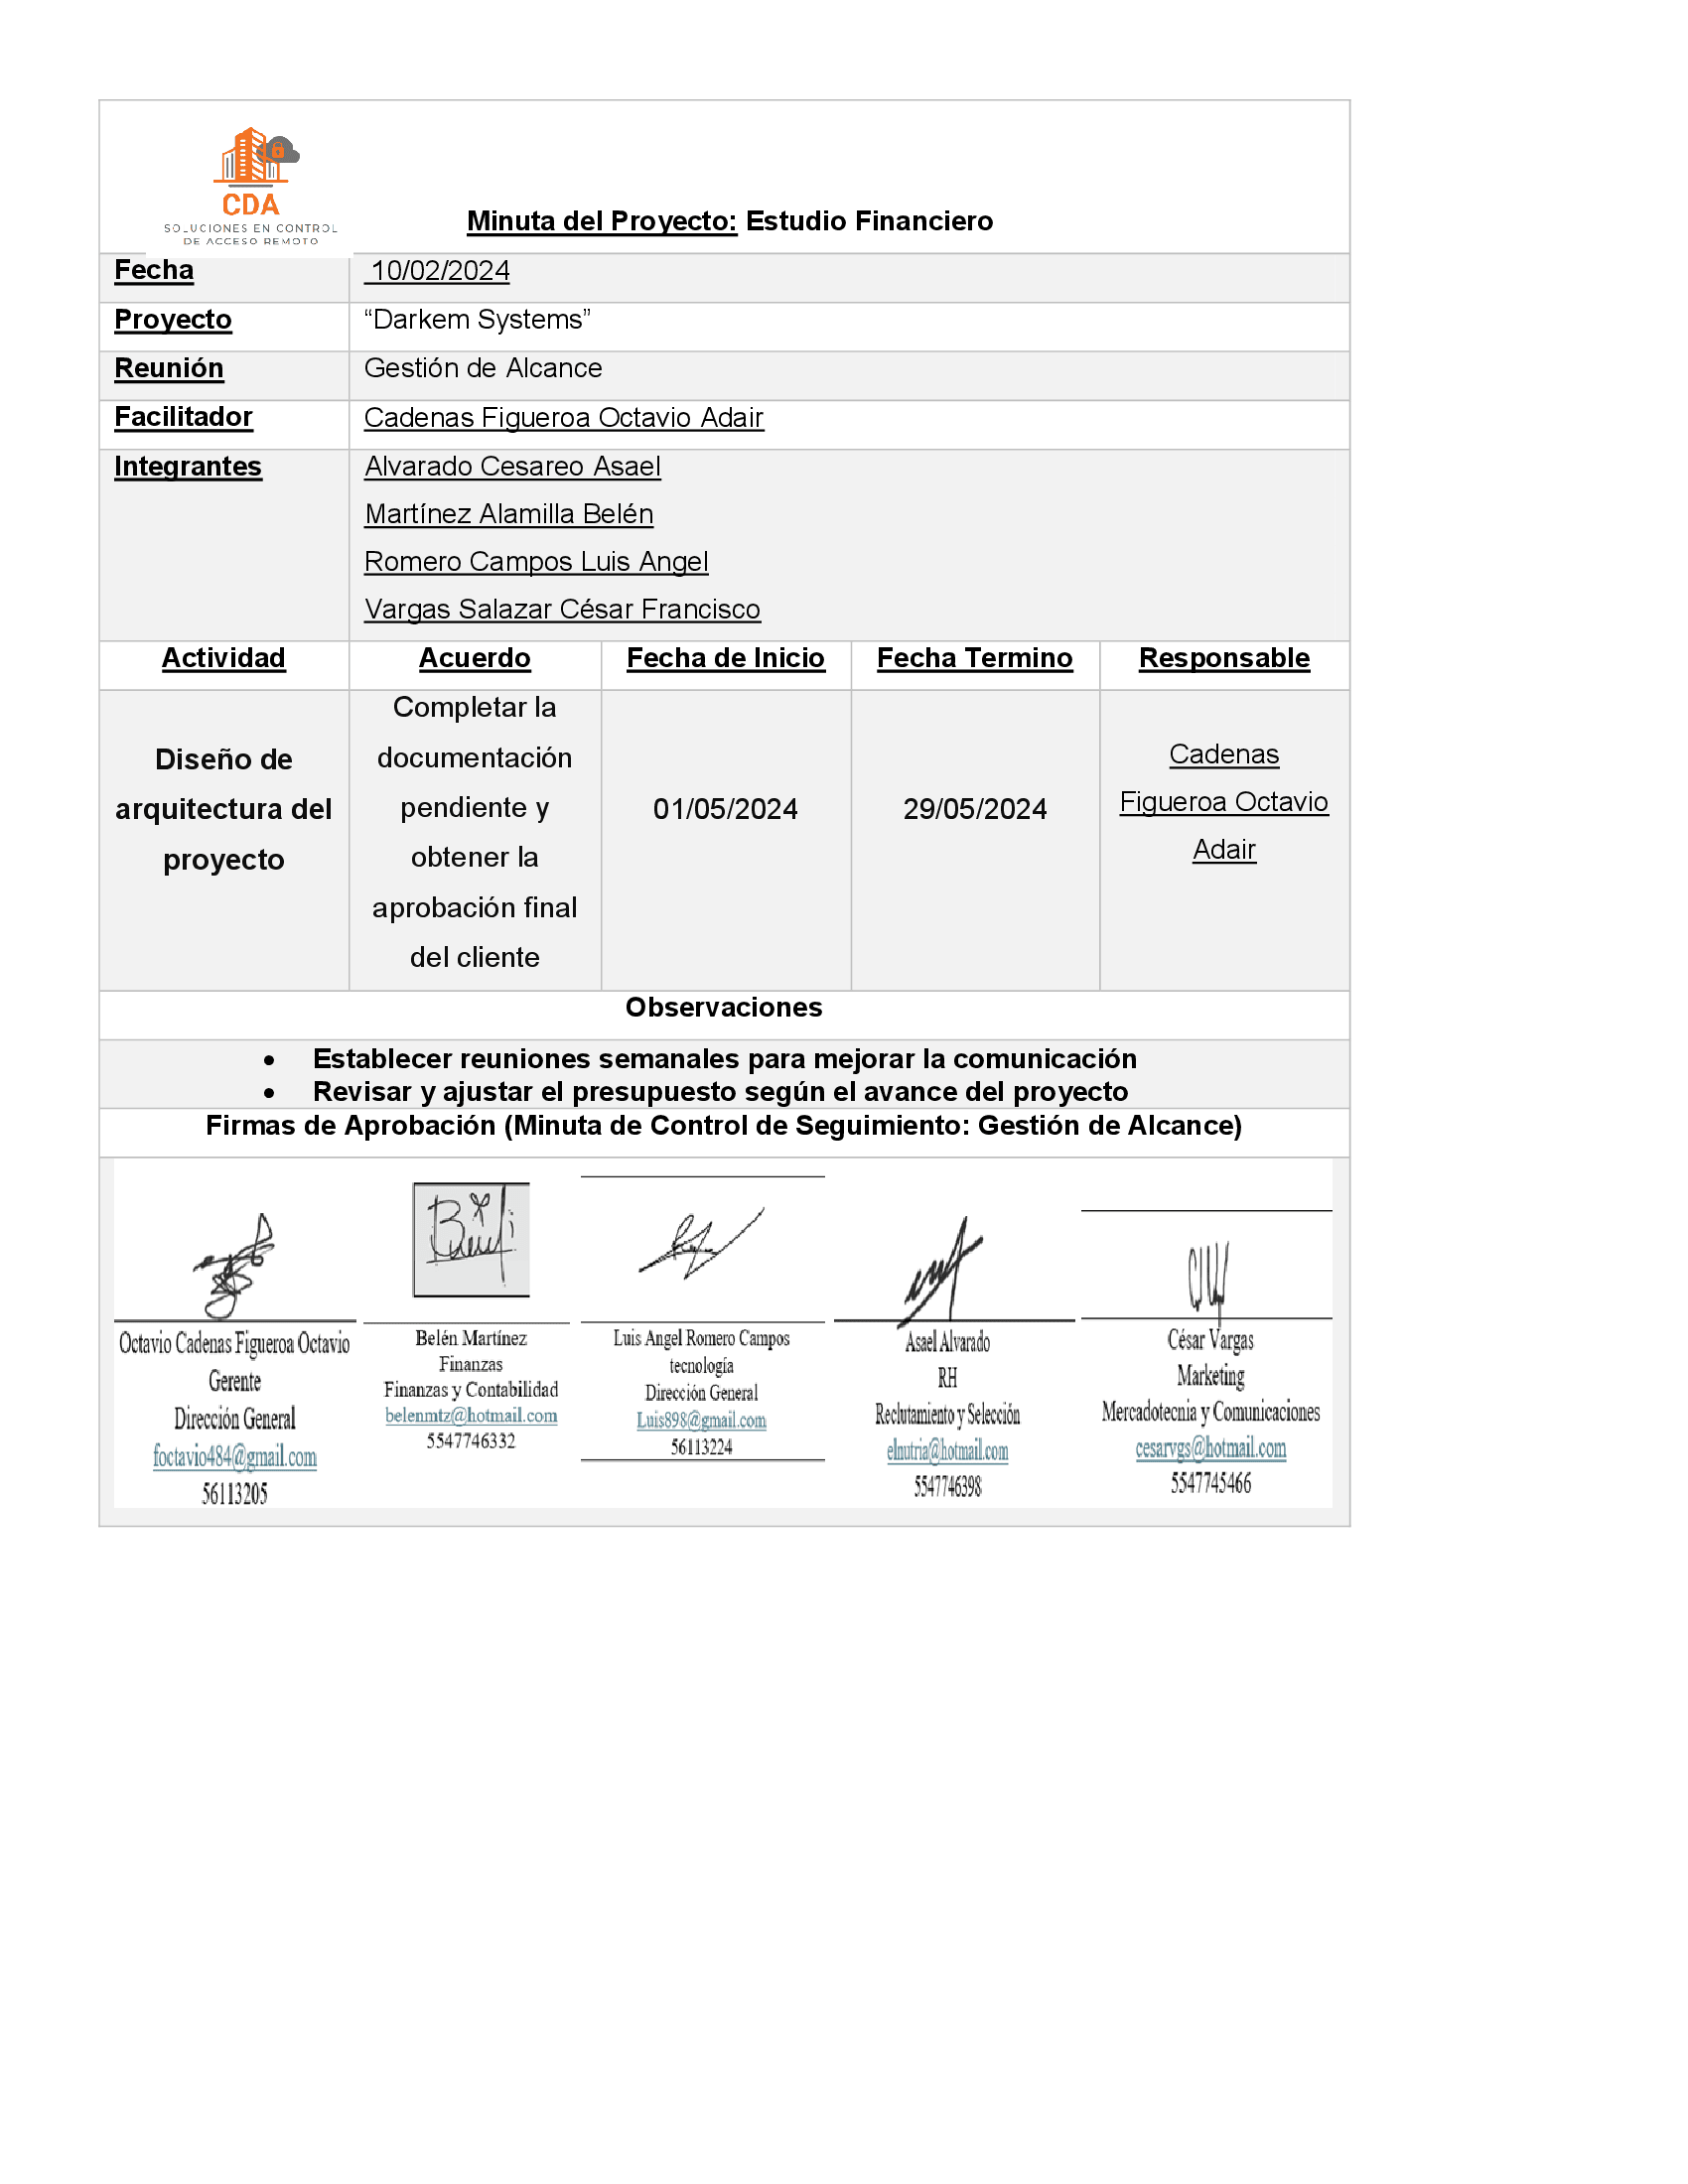 CDA
SOLUCIONES EN CONTROL
DE ACCESO REMOTO
Minuta del Proyecto: Estudio Financiero
Fecha 10/02/2024
Proyecto “Darkem Systems”
Reunión Gestión de Alcance
Facilitador Cadenas Figueroa Octavio Adair
Integrantes Alvarado Cesareo Asael
Martínez Alamilla Belén
Romero Campos Luis Angel
Vargas Salazar César Francisco
Actividad Acuerdo Fecha de Inicio Fecha Termino Responsable
Diseño de
arquitectura del
proyecto
Completar la
documentación
pendiente y
obtener la
aprobación final
del cliente
01/05/2024
29/05/2024
Cadenas
Figueroa Octavio
Adair
Observaciones
• Establecer reuniones semanales para mejorar la comunicación
• Revisar y ajustar el presupuesto según el avance del proyecto
Firmas de Aprobación (Minuta de Control de Seguimiento: Gestión de Alcance)
Octavio Cadenas Figueroa Octavio
Gerente
Dirección General
foctavio484@gmail.com
56113205
Belén Martínez
Finanzas
Finanzas y Contabilidad
belenmtz@hotmail.com
5547746332
Luis Angel Romero Campos
tecnología
Dirección General
Luis898@gmail.com
56113224
Asael Alvarado
RH
Reclutamiento y Selección
elnutria@hotmail.com
5547746398
César Vargas
Marketing
Mercadotecnia y Comunicaciones
cesarvgs@hotmail.com
5547745466